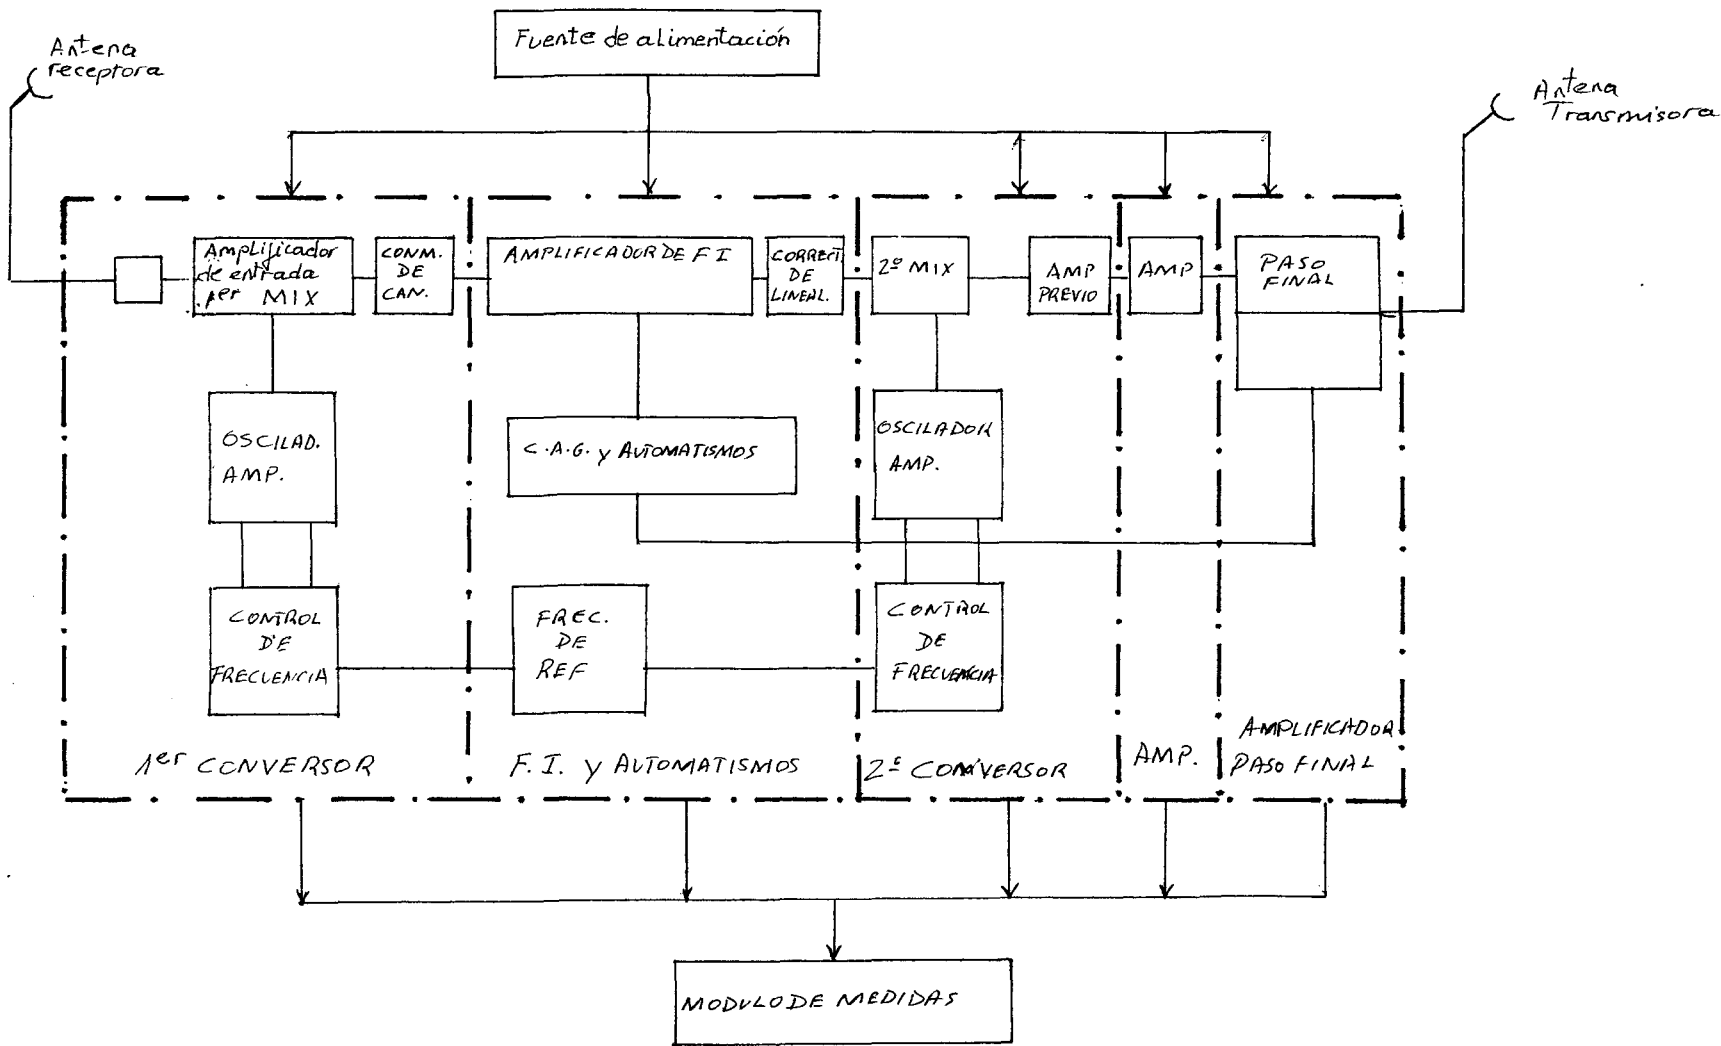 Fuente de alimentación
Antena
receptora
Antena
Transmisora
Amplificador
de entrada
per MIX
CONM.
DE
CAN.
AMPLIFICADOR DE F I
CORRECT
DE
LINEAL.
2º MIX
AMP
PREVIO
AMP
PASO
FINAL
OSCILAD.
AMP.
C.A.G. y AUTOMATISMOS
OSCILADOR
AMP.
CONTROL
DE
FRECUENCIA
FREC.
DE
REF
CONTROL
DE
FRECUENCIA
1er CONVERSOR
F. I. y AUTOMATISMOS
2º CONVERSOR
AMP.
AMPLIFICADOR
PASO FINAL
MODULO DE MEDIDAS